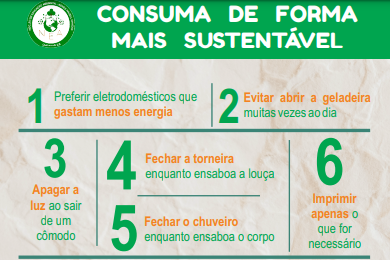 CONSUMA DE FORMA
MAIS SUSTENTÁVEL
1
Preferir eletrodomésticos que
gastam menos energia
2
Evitar abrir a geladeira
muitas vezes ao dia
3
Apagar a
luz ao sair
de um
cômodo
4
Fechar a torneira
enquanto ensaboa a louça
5
Fechar o chuveiro
enquanto ensaboa o corpo
6
Imprimir
apenas o
que for
necessário